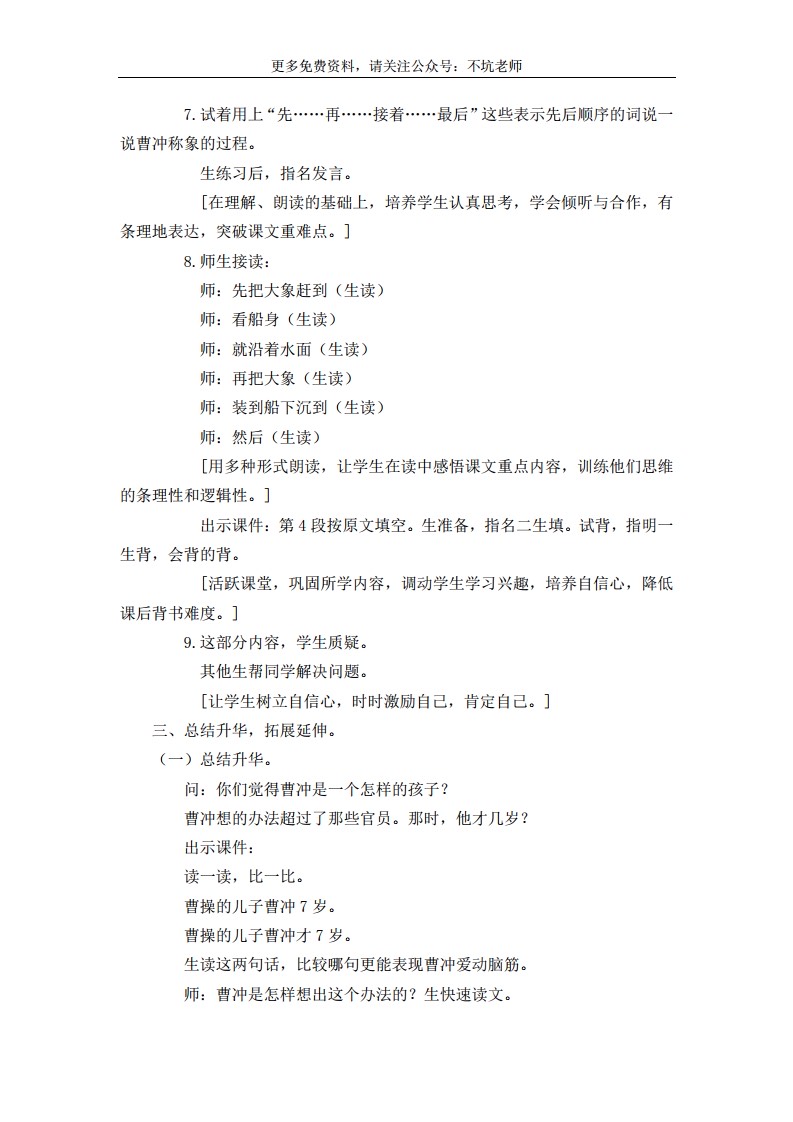 更多免费资料，请关注公众号：不坑老师
7.试着用上“先……再……接着……最后”这些表示先后顺序的词说一
说曹冲称象的过程。
生练习后，指名发言。
[在理解、朗读的基础上，培养学生认真思考，学会倾听与合作，有
条理地表达，突破课文重难点。]
8.师生接读：
师：先把大象赶到（生读）
师：看船身（生读）
师：就沿着水面（生读）
师：再把大象（生读）
师：装到船下沉到（生读）
师：然后（生读）
[用多种形式朗读，让学生在读中感悟课文重点内容，训练他们思维
的条理性和逻辑性。]
出示课件：第 4 段按原文填空。生准备，指名二生填。试背，指明一
生背，会背的背。
[活跃课堂，巩固所学内容，调动学生学习兴趣，培养自信心，降低
课后背书难度。]
9.这部分内容，学生质疑。
其他生帮同学解决问题。
[让学生树立自信心，时时激励自己，肯定自己。]
三、总结升华，拓展延伸。
（一）总结升华。
问：你们觉得曹冲是一个怎样的孩子？
曹冲想的办法超过了那些官员。那时，他才几岁？
出示课件：
读一读，比一比。
曹操的儿子曹冲 7 岁。
曹操的儿子曹冲才 7 岁。
生读这两句话，比较哪句更能表现曹冲爱动脑筋。
师：曹冲是怎样想出这个办法的？生快速读文。